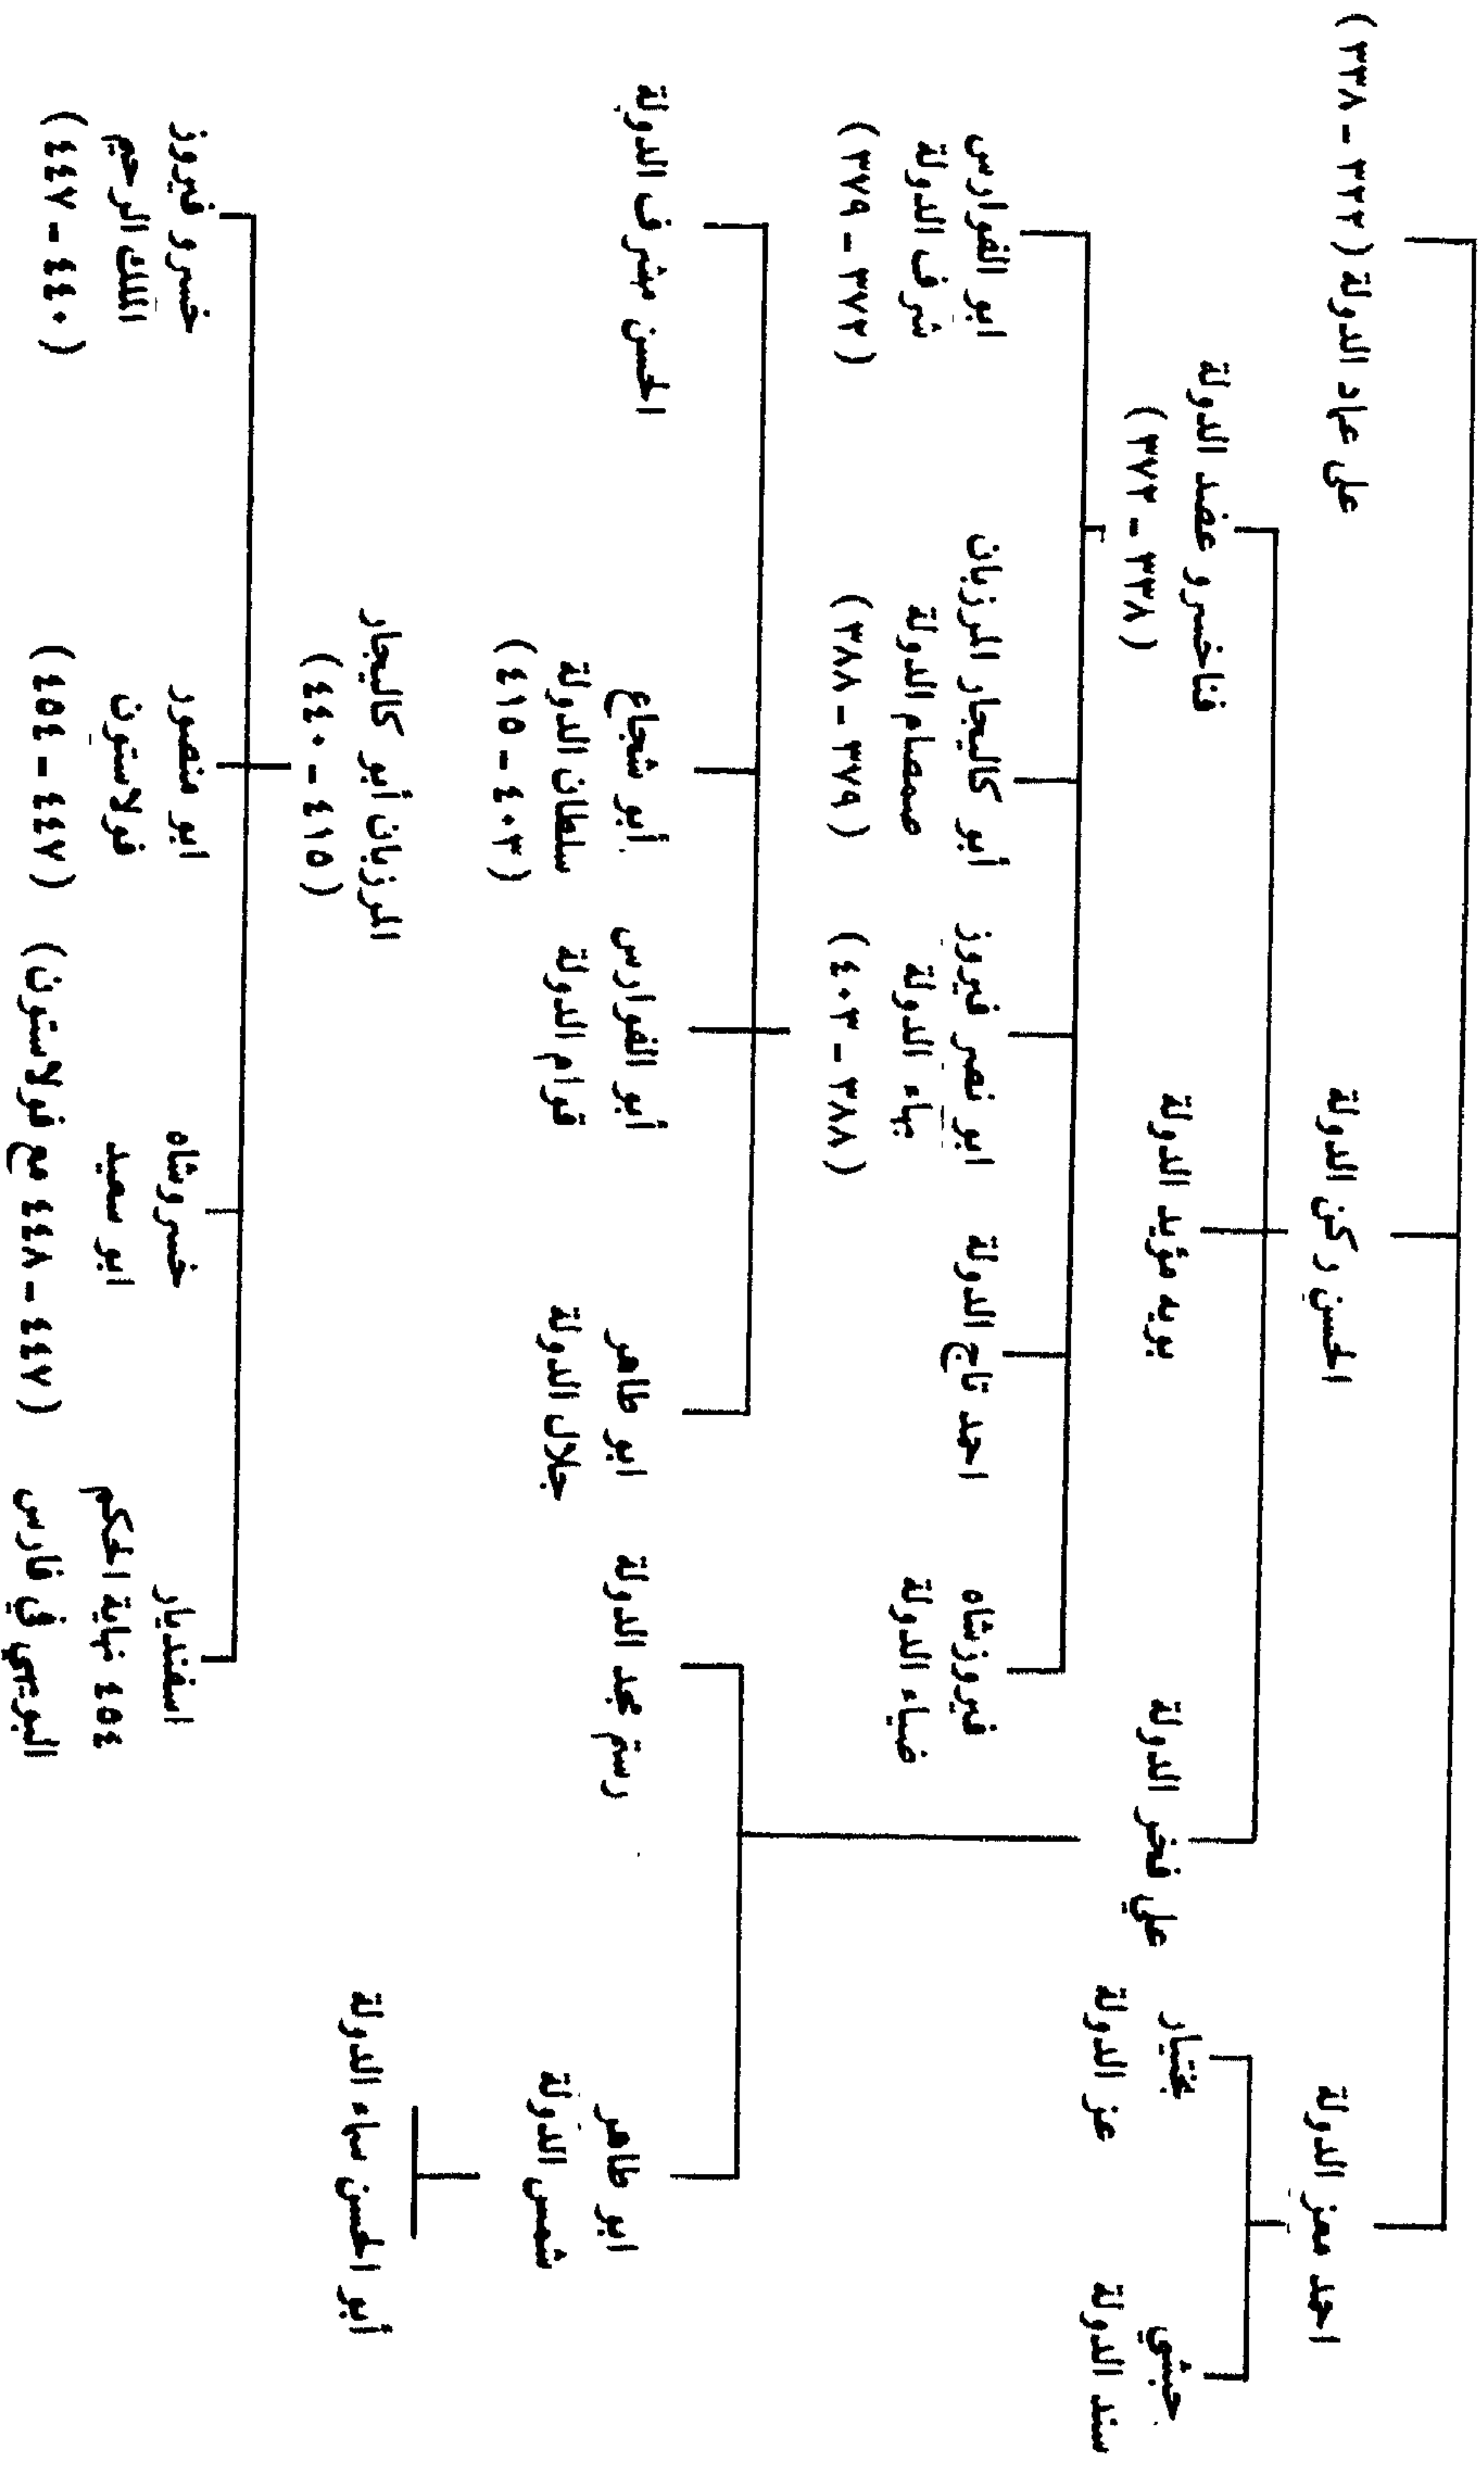 احمد معز الدولة
الحسن ركن الدولة
على عماد الدولة (٣٢٢ - ٣٣٨)
حبشي
سند الدولة
بختيار
عز الدولة
علي فخر الدولة
بويه مؤيد الدولة
فناخسرو عضد الدولة
(٣٣٨ - ٣٧٢)
فيروزشاه
ضياء الدولة
احمد تاج الدولة
ابو نصر فيروز
بهاء الدولة
(٣٨٨ - ٤٠٣)
أبو كاليجار المرزبان
صمصام الدولة
(٣٧٩ - ٣٨٨)
ابو الفوارس
شرف الدولة
(٣٧٢ - ٣٧٩)
ابو طاهر
شمس الدولة
رستم مجد الدولة
ابو طاهر
جلال الدولة
أبو الفوارس
قوام الدولة
أبو شجاع
سلطان الدولة
(٤٠٣ - ٤١٥)
الحسن مشرف الدولة
أبو الحسن سماء الدولة
المرزبان أبو كاليجار
(٤١٥ - ٤٤٠)
اسفنديار
٤٥٤ نهاية الحكم
البويهي في فارس
خسروشاه
ابو سعيد
(٤٤٧ - ٤٤٨ مع فولاستون)
ابو منصور
فولاستون
(٤٤٧ - ٤٥٤)
خسرو فيروز
الملك الرحيم
(٤٤٠ - ٤٤٧)